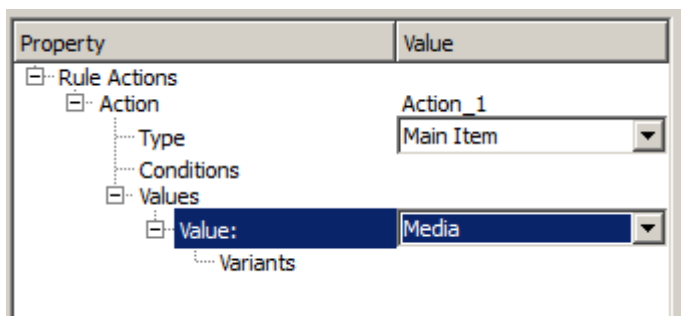 Property Value
Rule Actions
Action Action_1
Type Main Item
Conditions
Values
Value: Media
Variants